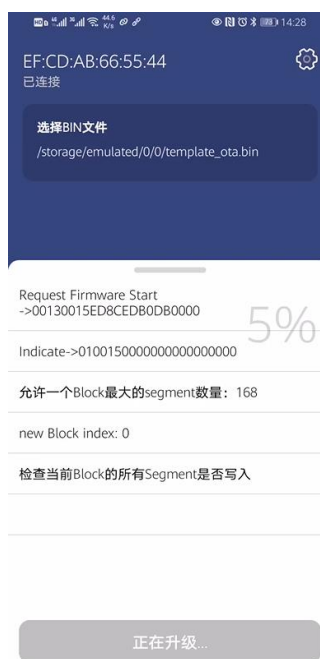 44.6 K/s 14:28
EF:CD:AB:66:55:44
已连接
选择BIN文件
/storage/emulated/0/0/template_ota.bin
Request Firmware Start
->00130015ED8CEDB0DB0000
5%
Indicate->0100150000000000000000
允许一个Block最大的segment数量：168
new Block index: 0
检查当前Block的所有Segment是否写入
正在升级...